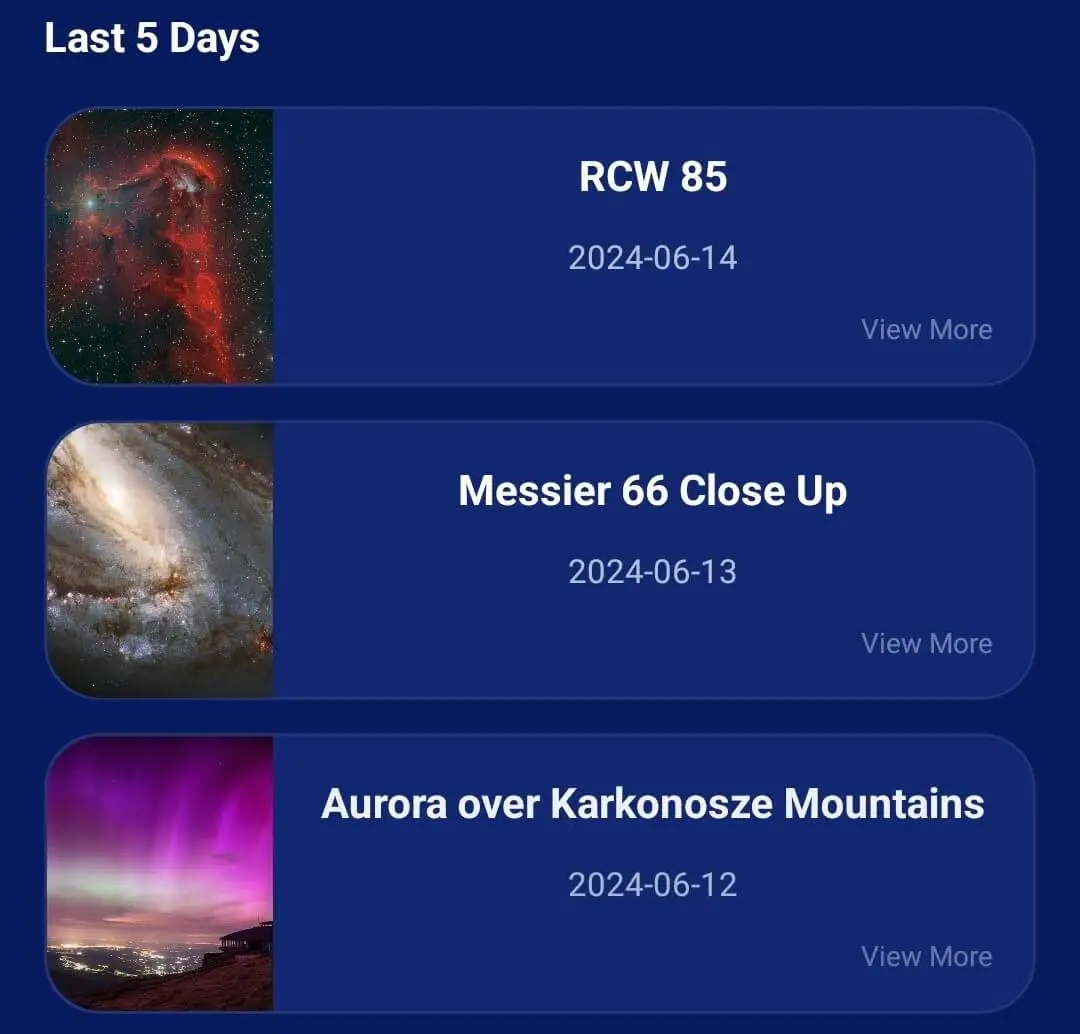 Last 5 Days
RCW 85
2024-06-14
View More
Messier 66 Close Up
2024-06-13
View More
Aurora over Karkonosze Mountains
2024-06-12
View More